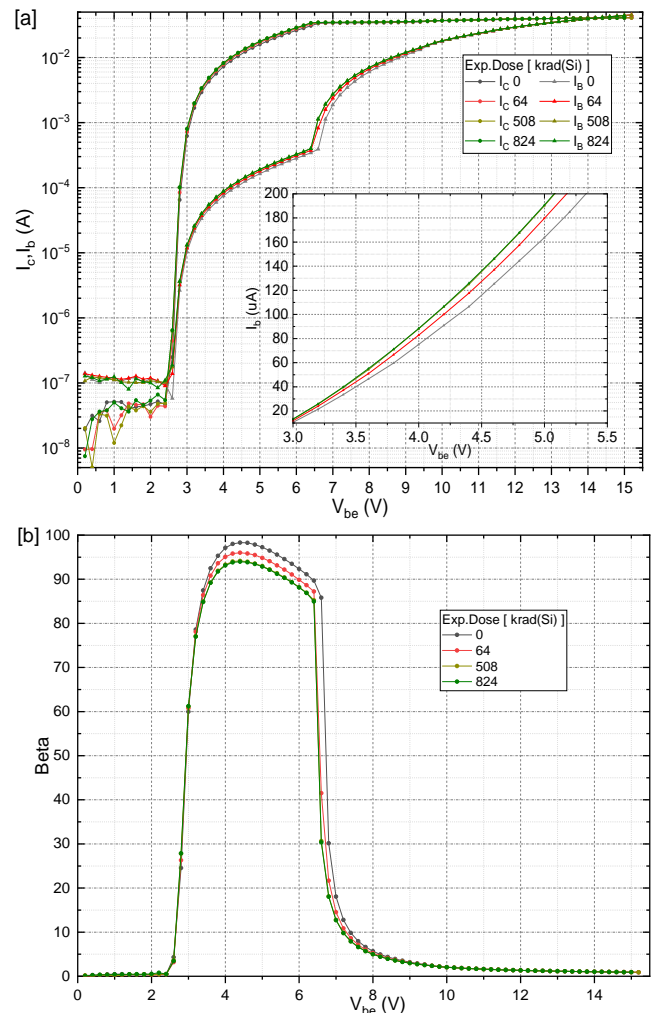 [a]
10⁻²
10⁻³
10⁻⁴
10⁻⁵
10⁻⁶
10⁻⁷
10⁻⁸
I_c, I_b (A)
Exp.Dose [ krad(Si) ]
I_C 0 I_B 0
I_C 64 I_B 64
I_C 508 I_B 508
I_C 824 I_B 824
200
180
160
140
120
100
80
60
40
20
I_b (uA)
3.0 3.5 4.0 4.5 5.0 5.5
V_be (V)
0 1 2 3 4 5 6 7 8 9 10 11 12 13 14 15
V_be (V)
[b]
100
90
80
70
60
50
40
30
20
10
0
Beta
Exp.Dose [ krad(Si) ]
0
64
508
824
0 2 4 6 8 10 12 14
V_be (V)